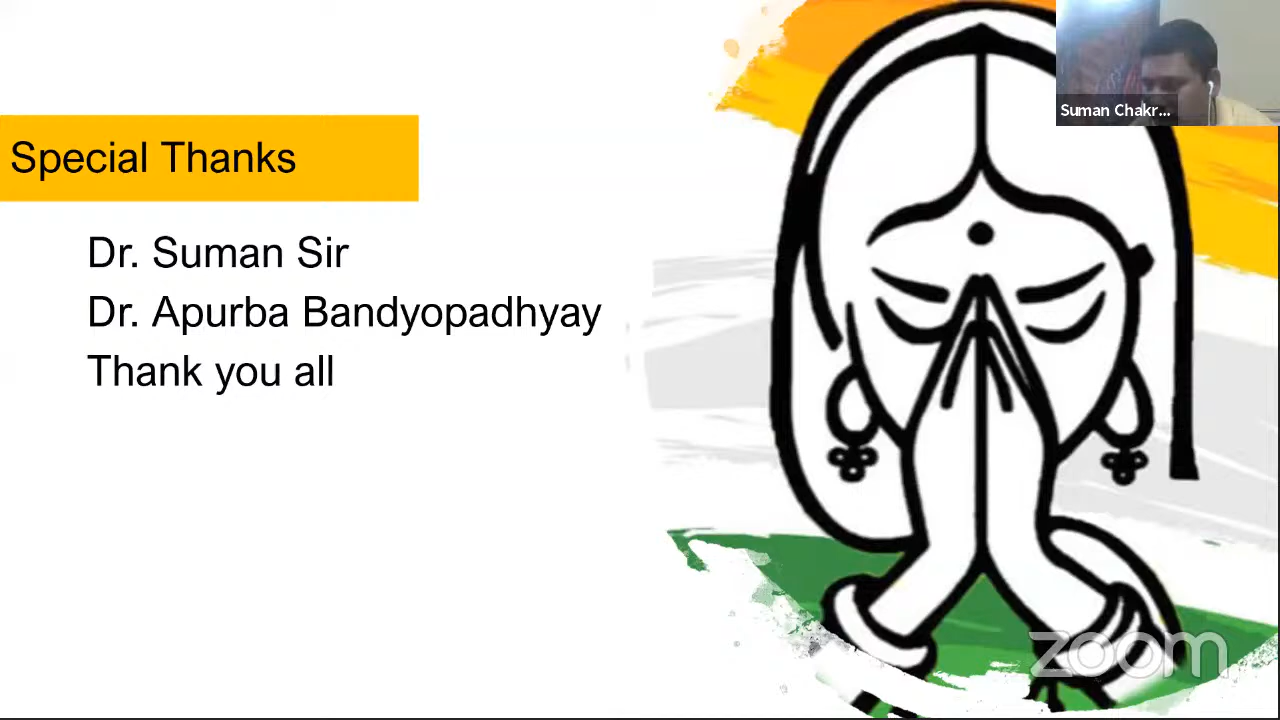 Suman Chakr...
Special Thanks
Dr. Suman Sir
Dr. Apurba Bandyopadhyay
Thank you all
zoom